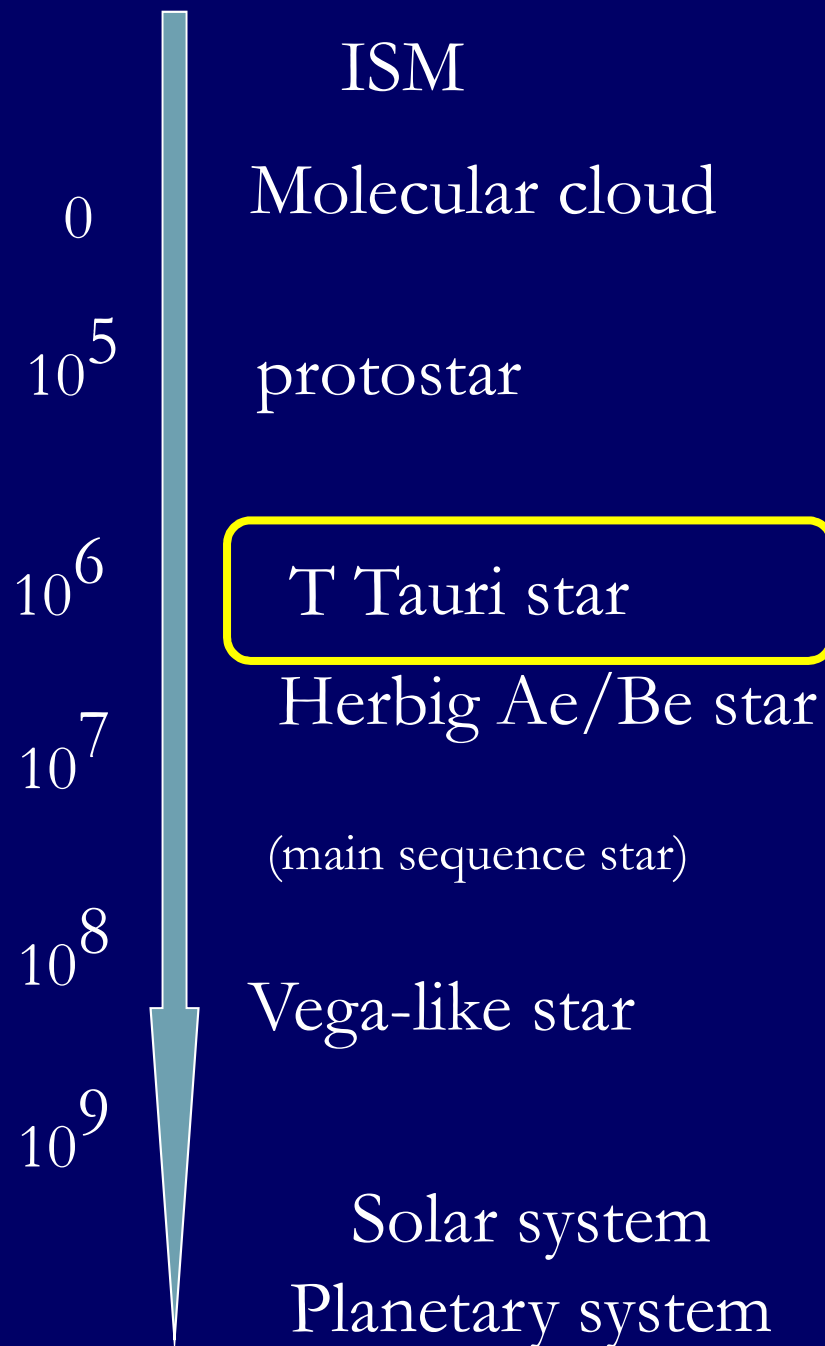 ISM
0 Molecular cloud
10^5 protostar
10^6 T Tauri star
Herbig Ae/Be star
10^7
(main sequence star)
10^8
Vega-like star
10^9
Solar system
Planetary system